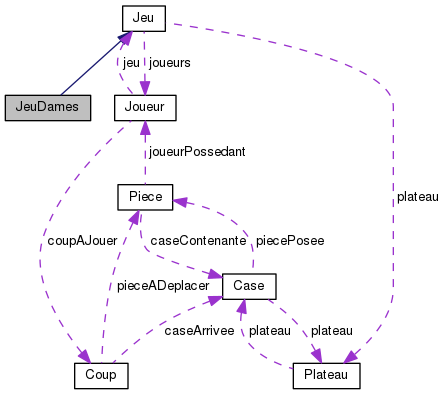 Jeu
jeu
joueurs
JeuDames
Joueur
joueurPossedant
Piece
plateau
coupAJouer
caseContenante
piecePosee
pieceADeplacer
Case
caseArrivee
plateau
plateau
Coup
Plateau